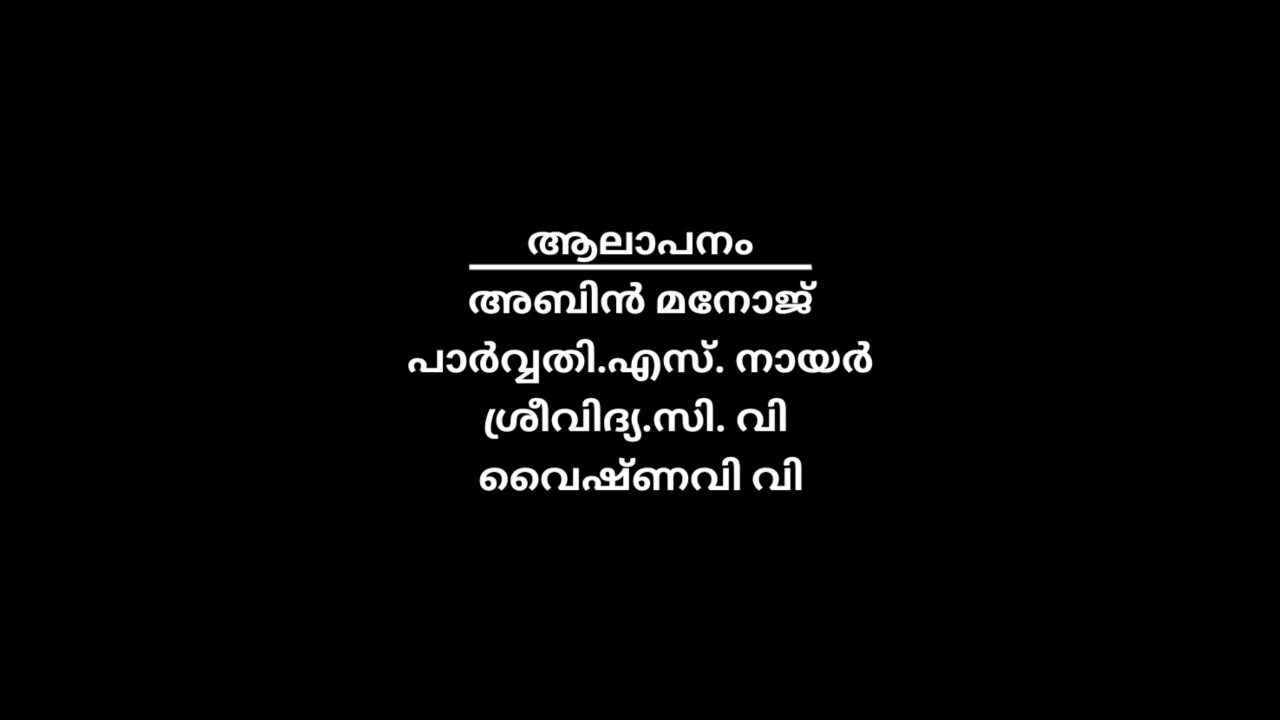 ആലാപനം
അബിൻ മനോജ്
പാർവ്വതി.എസ്. നായർ
ശ്രീവിദ്യ.സി. വി
വൈഷ്ണവി വി